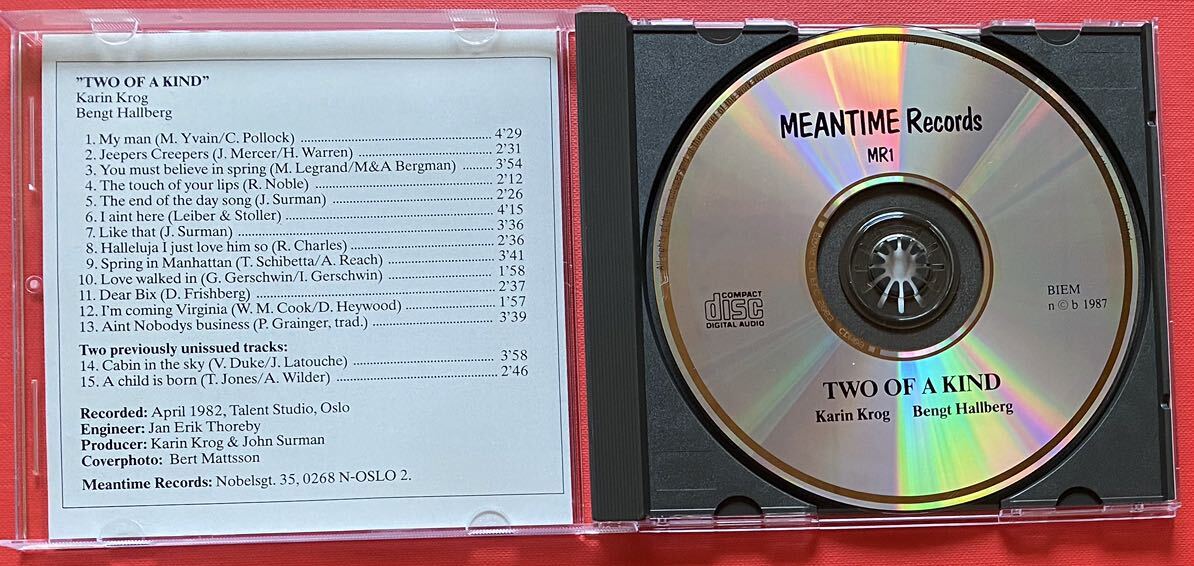 "TWO OF A KIND"
Karin Krog
Bengt Hallberg
1. My man (M. Yvain/C. Pollock) 4'29
2. Jeepers Creepers (J. Mercer/H. Warren) 2'31
3. You must believe in spring (M. Legrand/M&A Bergman) 3'54
4. The touch of your lips (R. Noble) 2'12
5. The end of the day song (J. Surman) 2'26
6. I aint here (Leiber & Stoller) 4'15
7. Like that (J. Surman) 3'36
8. Halleluja I just love him so (R. Charles) 2'36
9. Spring in Manhattan (T. Schibetta/A. Reach) 3'41
10. Love walked in (G. Gerschwin/I. Gerschwin) 1'58
11. Dear Bix (D. Frishberg) 2'37
12. I'm coming Virginia (W. M. Cook/D. Heywood) 1'57
13. Aint Nobodys business (P. Grainger, trad.) 3'39
Two previously unissued tracks:
14. Cabin in the sky (V. Duke/J. Latouche) 3'58
15. A child is born (T. Jones/A. Wilder) 2'46
Recorded: April 1982, Talent Studio, Oslo
Engineer: Jan Erik Thoreby
Producer: Karin Krog & John Surman
Coverphoto: Bert Mattsson
Meantime Records: Nobelsgt. 35, 0268 N-OSLO 2.
MEANTIME Records
MR1
COMPACT
disc
DIGITAL AUDIO
BIEM
n © b 1987
TWO OF A KIND
Karin Krog Bengt Hallberg